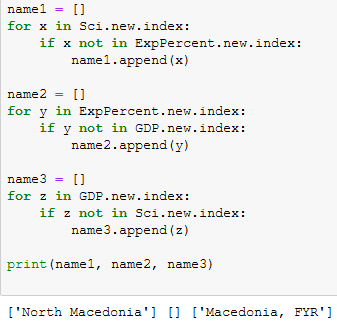 name1 = []
for x in Sci.new.index:
    if x not in ExpPercent.new.index:
        name1.append(x)

name2 = []
for y in ExpPercent.new.index:
    if y not in GDP.new.index:
        name2.append(y)

name3 = []
for z in GDP.new.index:
    if z not in Sci.new.index:
        name3.append(z)

print(name1, name2, name3)

['North Macedonia'] [] ['Macedonia, FYR']